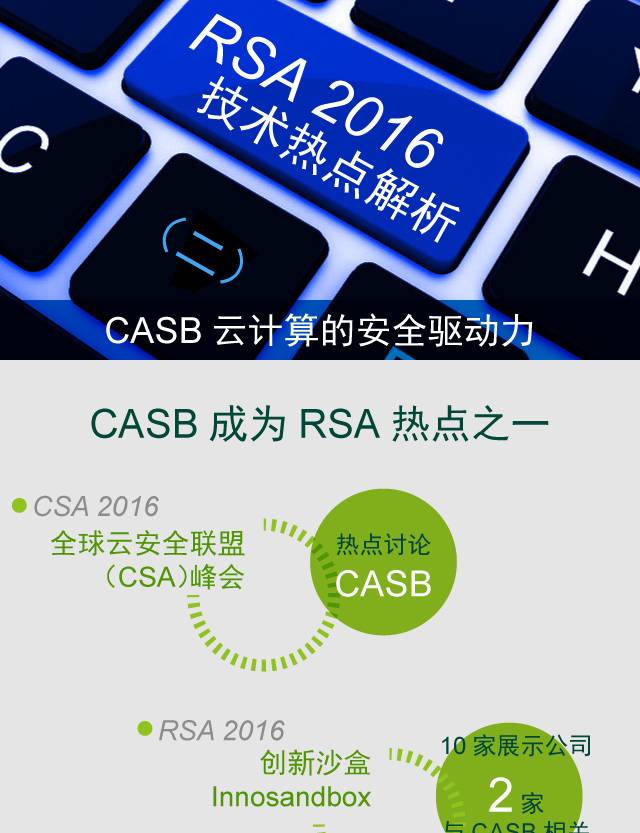 RSA 2016
技术热点解析
C
（二）
H
CASB 云计算的安全驱动力
CASB 成为 RSA 热点之一
CSA 2016
全球云安全联盟
（CSA）峰会
热点讨论
CASB
RSA 2016
创新沙盒
Innosandbox
10 家展示公司
2 家
与 CASB 相关